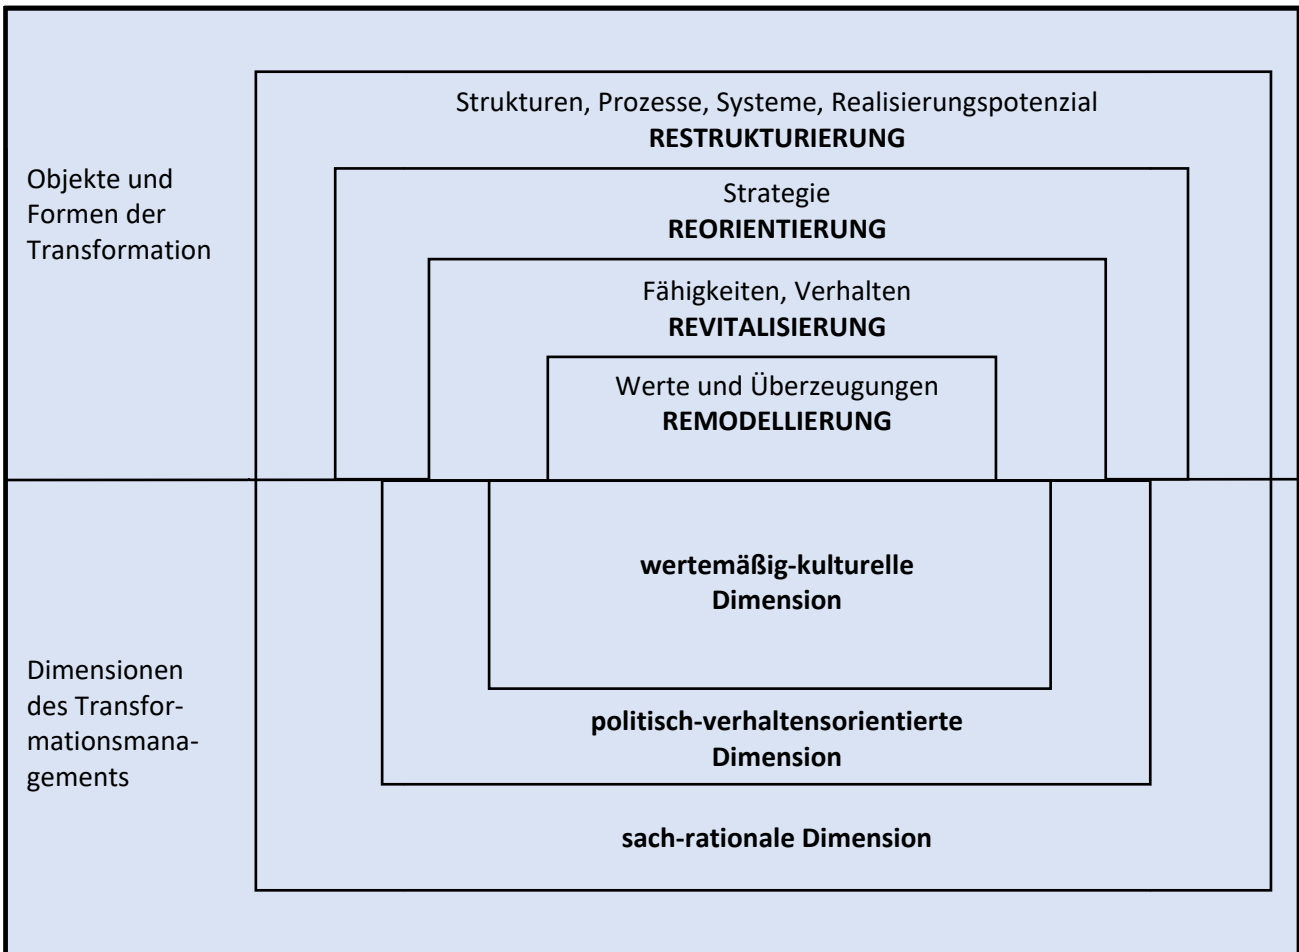 Strukturen, Prozesse, Systeme, Realisierungspotenzial
RESTRUKTURIERUNG
Objekte und
Formen der
Transformation
Strategie
REORIENTIERUNG
Fähigkeiten, Verhalten
REVITALISIERUNG
Werte und Überzeugungen
REMODELLIERUNG
wertemäßig-kulturelle
Dimension
Dimensionen
des Transfor-
mationsmana-
gements
politisch-verhaltensorientierte
Dimension
sach-rationale Dimension